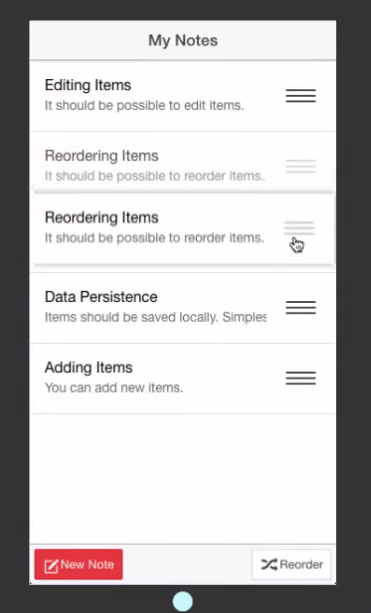 My Notes
Editing Items
It should be possible to edit items.
Reordering Items
It should be possible to reorder items.
Reordering Items
It should be possible to reorder items.
Data Persistence
Items should be saved locally. Simples
Adding Items
You can add new items.
New Note
Reorder